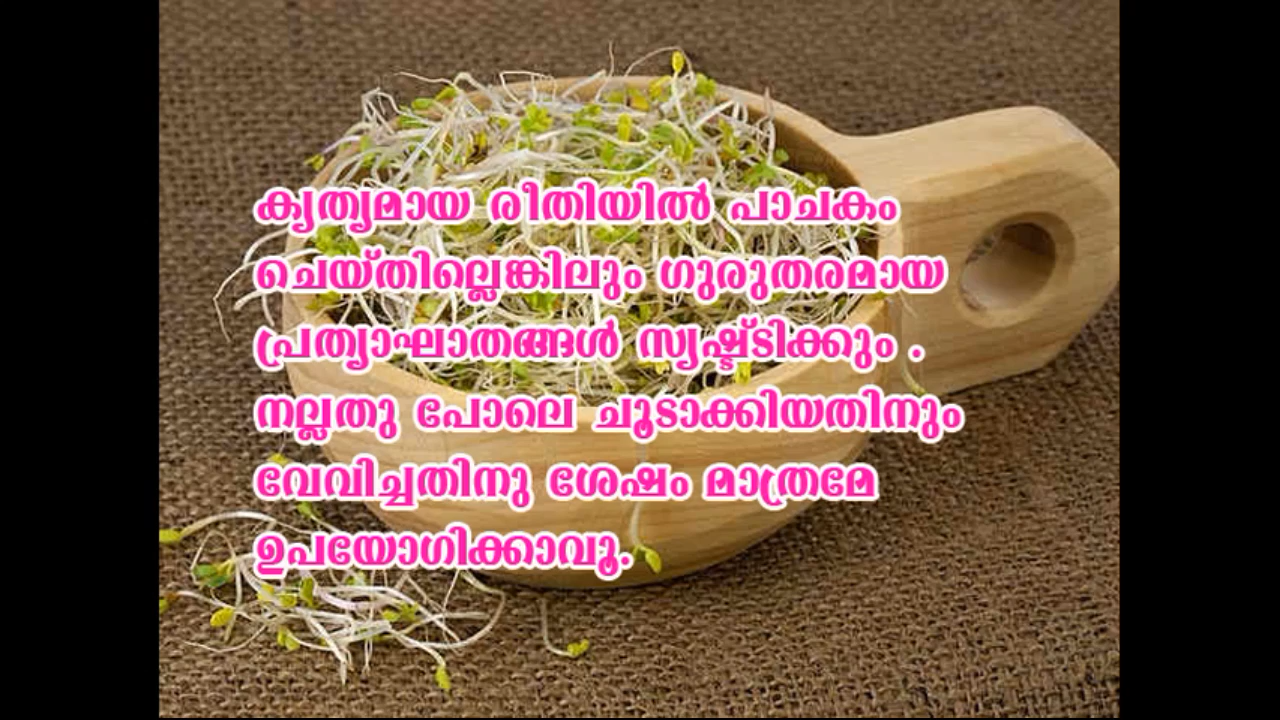 കൃത്യമായ രീതിയിൽ പാചകം
ചെയ്തില്ലെങ്കിലും ഗുരുതരമായ
പ്രത്യാഘാതങ്ങൾ സൃഷ്ട്ടിക്കും .
നല്ലതു പോലെ ചൂടാക്കിയതിനും
വേവിച്ചതിനു ശേഷം മാത്രമേ
ഉപയോഗിക്കാവൂ.